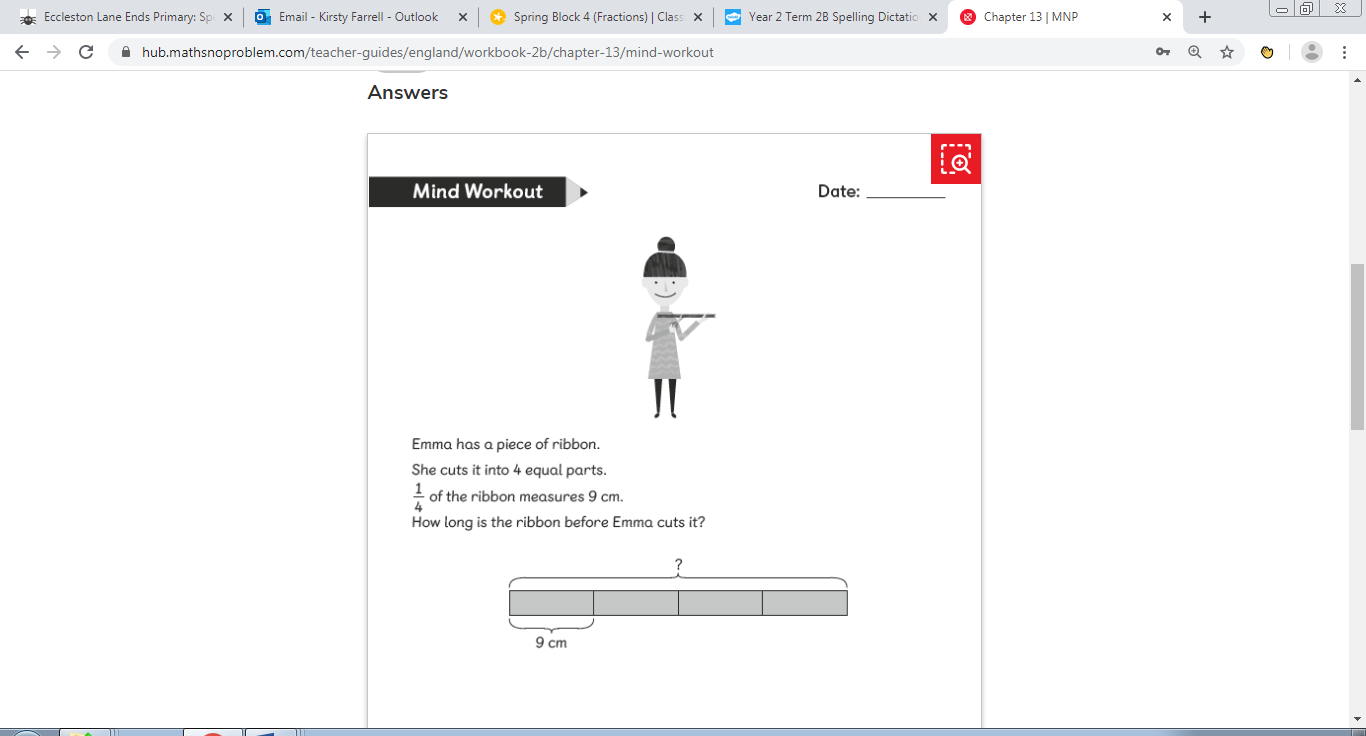 Eccleston Lane Ends Primary: Sp
Email - Kirsty Farrell - Outlook
Spring Block 4 (Fractions) | Class
Year 2 Term 2B Spelling Dictatio
Chapter 13 | MNP
hub.mathsnoproblem.com/teacher-guides/england/workbook-2b/chapter-13/mind-workout
Answers
Mind Workout
Date: __________
Emma has a piece of ribbon.
She cuts it into 4 equal parts.
1/4 of the ribbon measures 9 cm.
How long is the ribbon before Emma cuts it?
?
9 cm